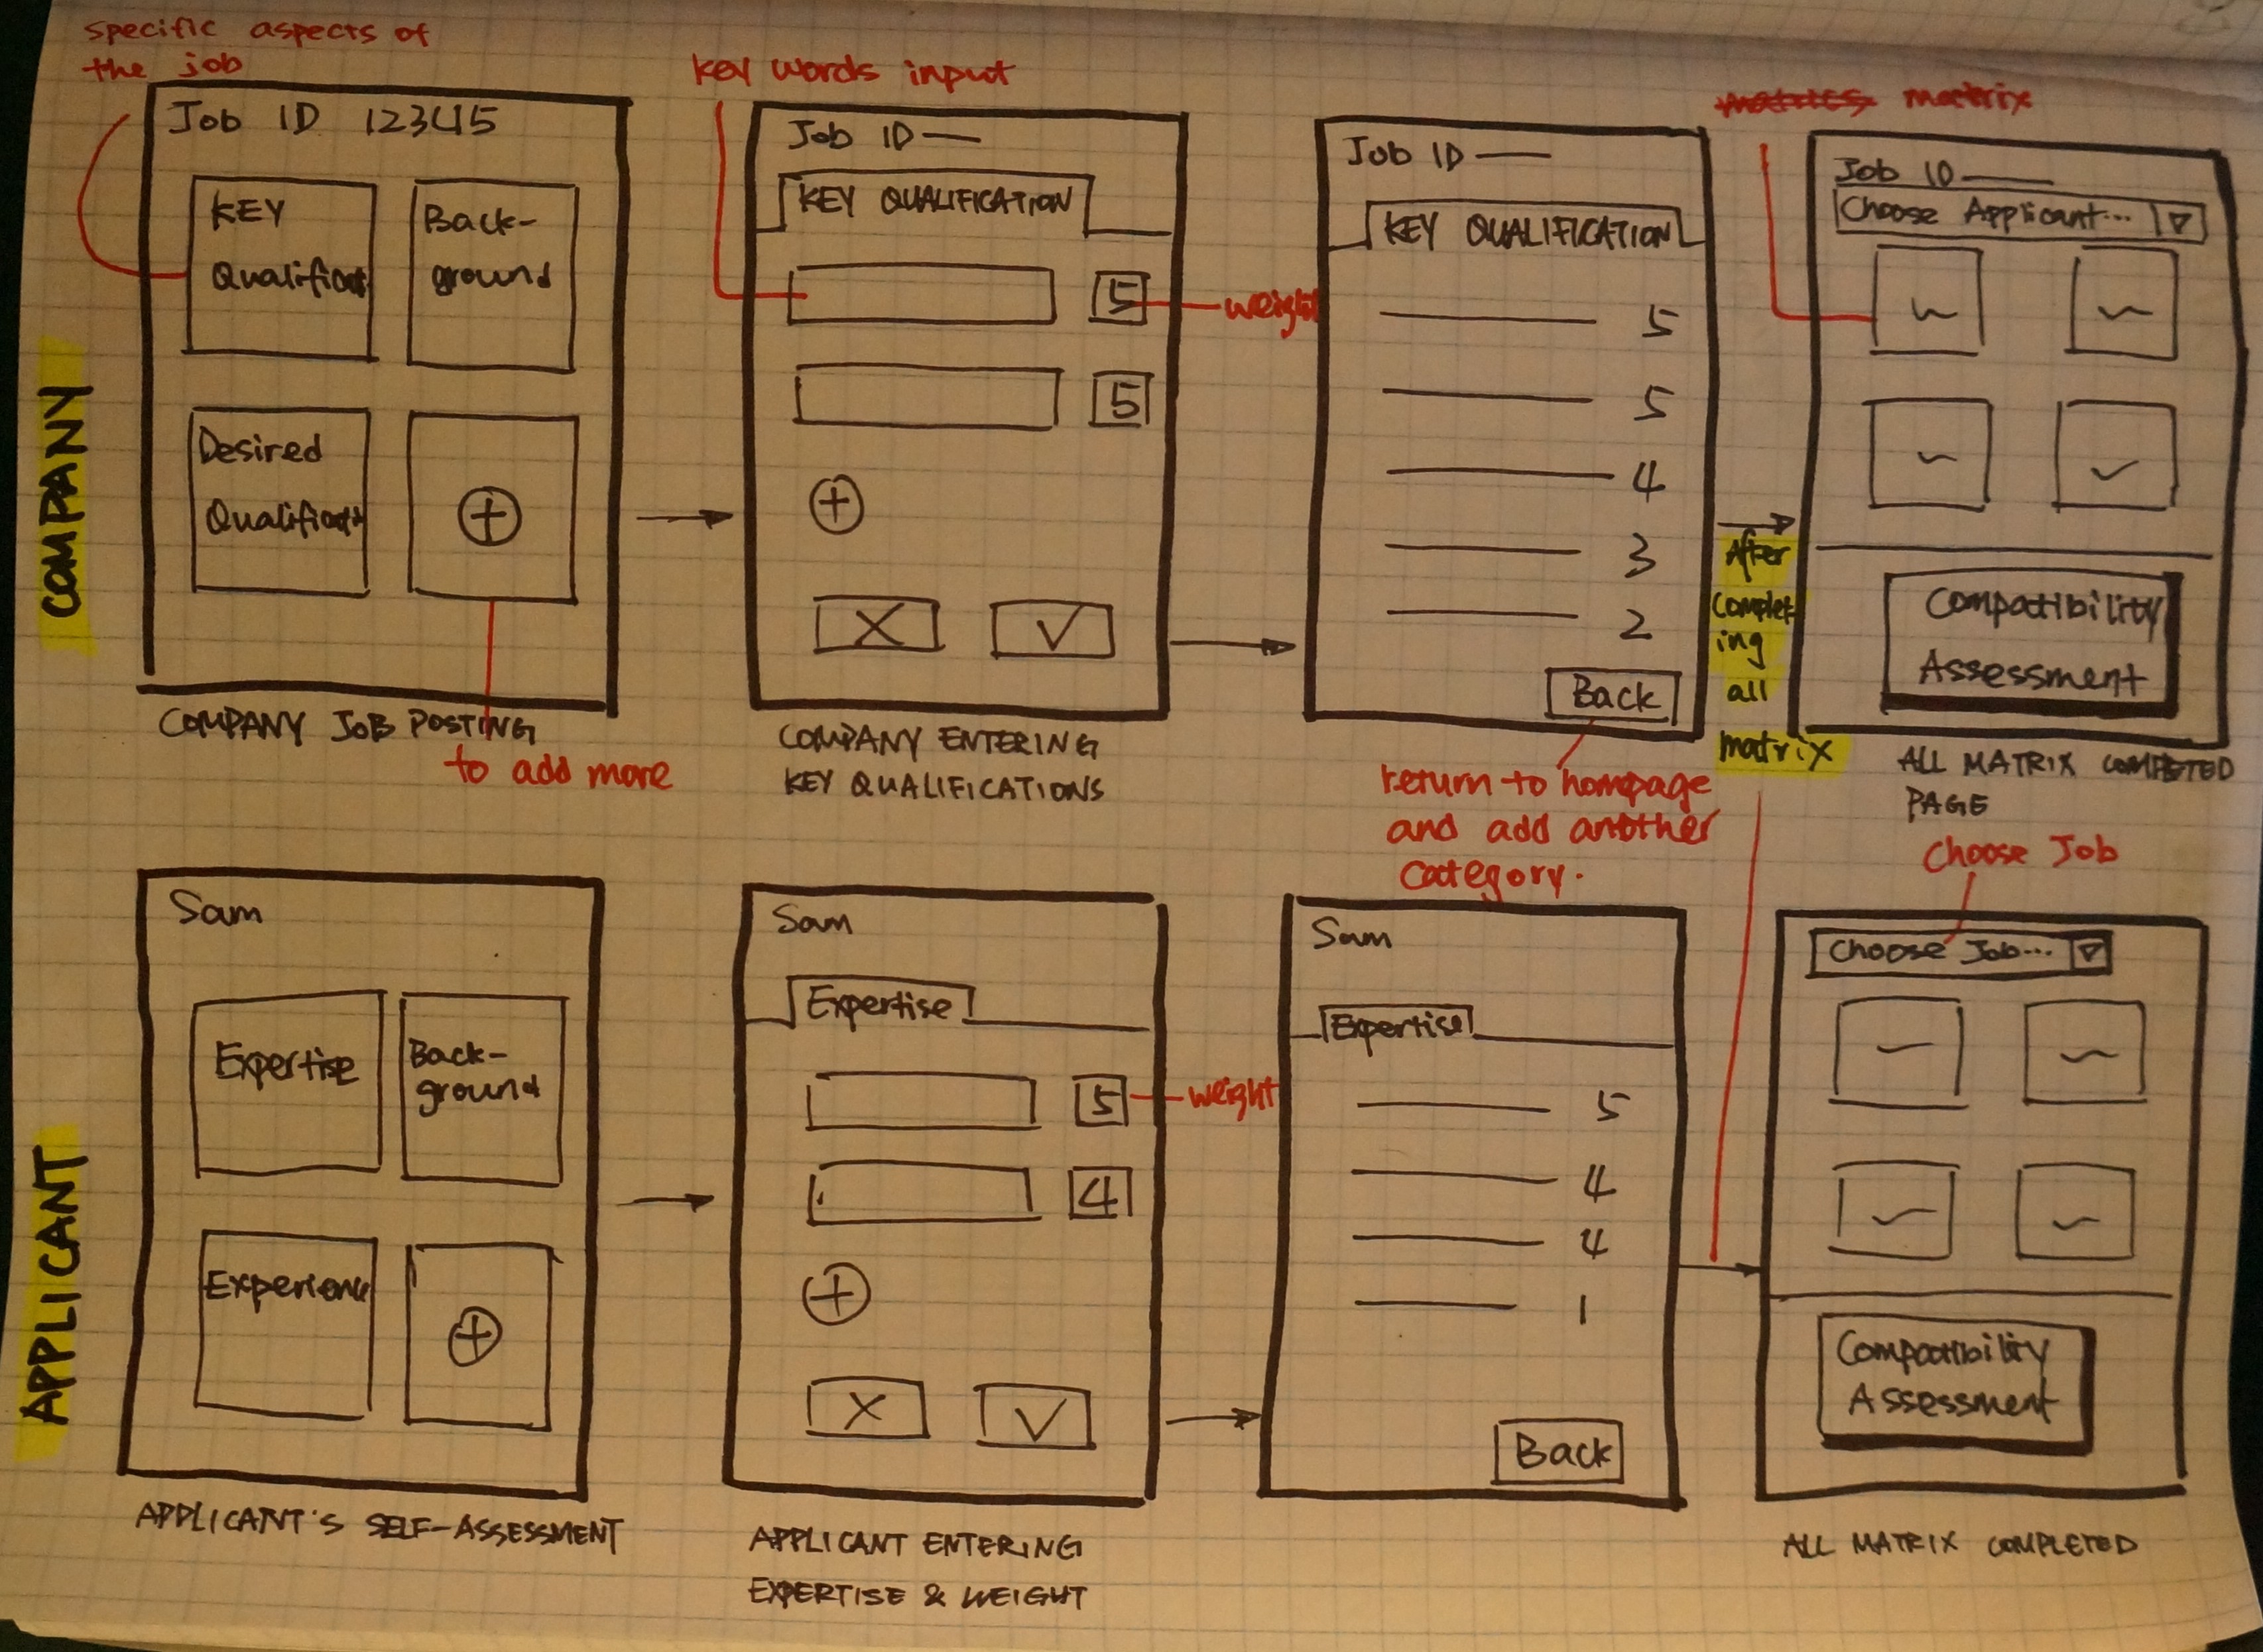 specific aspects of
the job
Job ID 12345
KEY
Qualificat
Back-
ground
Desired
Qualificat
COMPANY JOB POSTING
to add more
COMPANY
key words input
Job ID
KEY QUALIFICATION
5
weight
5
X
COMPANY ENTERING
KEY QUALIFICATIONS
Job ID
KEY QUALIFICATION
5
5
4
3
2
Back
return to hompage
and add another
category.
After
complet-
ing
all
matrix
matrix
Job ID
Choose Applicant...
Compatibility
Assessment
ALL MATRIX COMPLETED
PAGE
APPLICANT
Sam
Expertise
Back-
ground
Experienc
APPLICANT'S SELF-ASSESSMENT
Sam
Expertise
5
weight
4
X
APPLICANT ENTERING
EXPERTISE & WEIGHT
Sam
Expertise
5
4
4
1
Back
Choose Job
Choose Job...
Compatibility
Assessment
ALL MATRIX COMPLETED